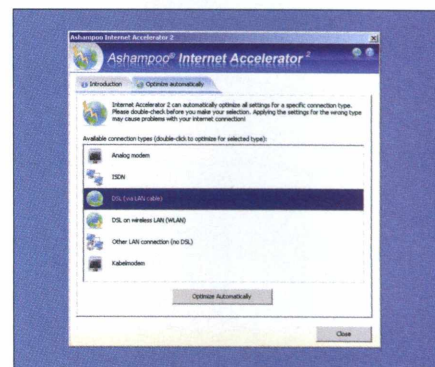 Ashampoo Internet Accelerator 2
Ashampoo® Internet Accelerator 2
Introduction
Optimize automatically
Internet Accelerator 2 can automatically optimize all settings for a specific connection type.
Please double-check before you make your selection. Applying the settings for the wrong type
may cause problems with your internet connection!
Available connection types (double-click to optimize for selected type):
Analog modem
ISDN
DSL (via LAN cable)
DSL on wireless LAN (WLAN)
Other LAN connection (no DSL)
Kabelmodem
Optimize Automatically
Close